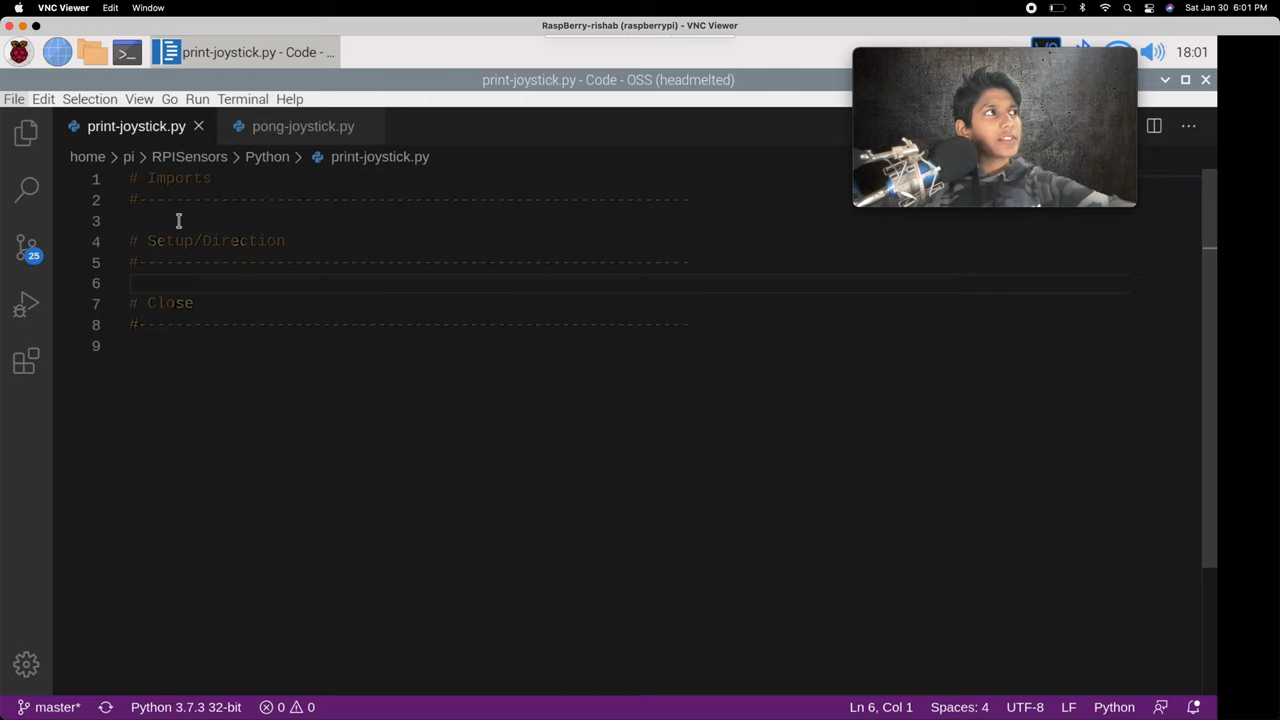 VNC Viewer Edit Window Sat Jan 30 6:01 PM
RaspBerry-rishab (raspberrypi) - VNC Viewer
print-joystick.py - Code - ... 18:01
print-joystick.py - Code - OSS (headmelted)
File Edit Selection View Go Run Terminal Help
print-joystick.py pong-joystick.py
home > pi > RPISensors > Python > print-joystick.py
1 # Imports
2 #------------------------------------------------------------
3
4 # Setup/Direction
5 #------------------------------------------------------------
6
7 # Close
8 #------------------------------------------------------------
9
25
master* Python 3.7.3 32-bit 0 0 Ln 6, Col 1 Spaces: 4 UTF-8 LF Python